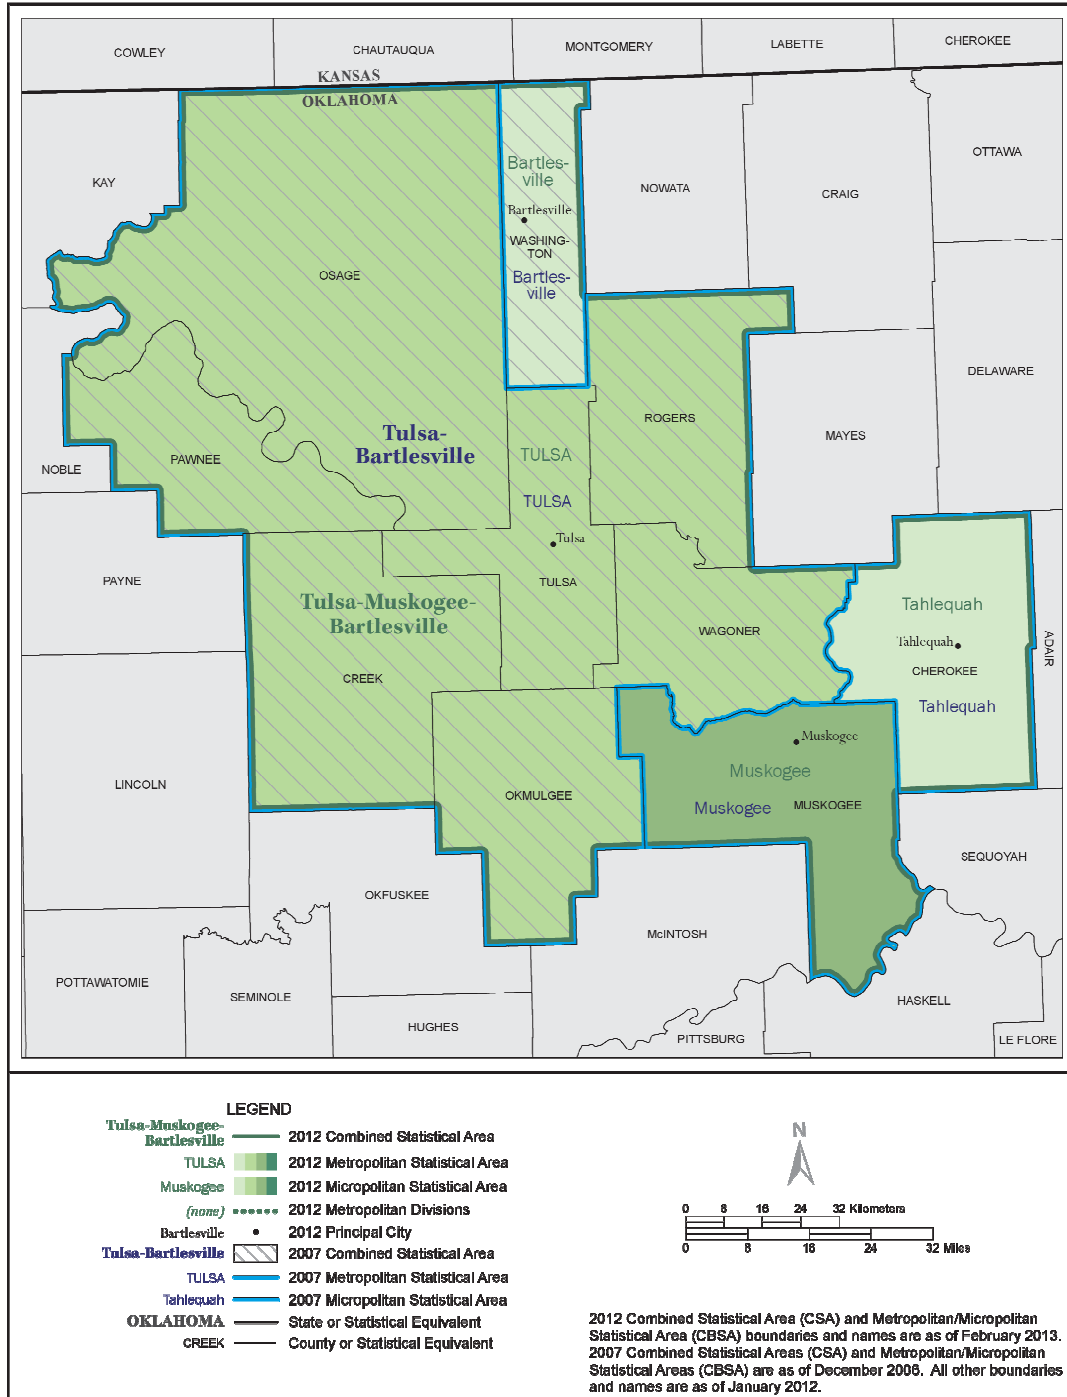 COWLEY
CHAUTAUQUA
MONTGOMERY
LABETTE
CHEROKEE
KANSAS
OKLAHOMA
KAY
OSAGE
Bartles-
ville
Bartlesville
WASHING-
TON
Bartles-
ville
NOWATA
CRAIG
OTTAWA
DELAWARE
ROGERS
MAYES
NOBLE
PAWNEE
Tulsa-
Bartlesville
TULSA
TULSA
Tulsa
TULSA
PAYNE
Tulsa-Muskogee-
Bartlesville
CREEK
WAGONER
Tahlequah
Tahlequah
CHEROKEE
Tahlequah
ADAIR
LINCOLN
OKMULGEE
Muskogee
Muskogee
Muskogee
MUSKOGEE
SEQUOYAH
OKFUSKEE
McINTOSH
POTTAWATOMIE
SEMINOLE
HUGHES
PITTSBURG
HASKELL
LE FLORE
LEGEND
Tulsa-Muskogee-
Bartlesville 2012 Combined Statistical Area
TULSA 2012 Metropolitan Statistical Area
Muskogee 2012 Micropolitan Statistical Area
(none) 2012 Metropolitan Divisions
Bartlesville 2012 Principal City
Tulsa-Bartlesville 2007 Combined Statistical Area
TULSA 2007 Metropolitan Statistical Area
Tahlequah 2007 Micropolitan Statistical Area
OKLAHOMA State or Statistical Equivalent
CREEK County or Statistical Equivalent
N
0 8 16 24 32 Kilometers
0 8 16 24 32 Miles
2012 Combined Statistical Area (CSA) and Metropolitan/Micropolitan
Statistical Area (CBSA) boundaries and names are as of February 2013.
2007 Combined Statistical Areas (CSA) and Metropolitan/Micropolitan
Statistical Areas (CBSA) are as of December 2006. All other boundaries
and names are as of January 2012.